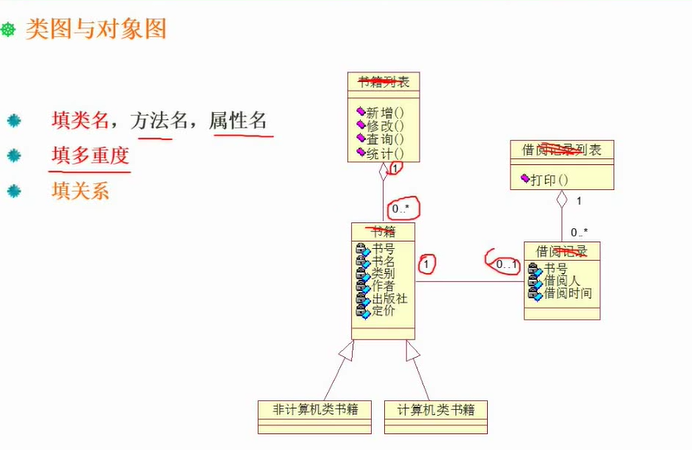 类图与对象图
填类名，方法名，属性名
填多重度
填关系
书籍列表
新增()
修改()
查询()
统计()
1
0..*
书籍
书号
书名
类别
作者
出版社
定价
1
0..1
借阅记录列表
打印()
1
0..*
借阅记录
书号
借阅人
借阅时间
非计算机类书籍
计算机类书籍